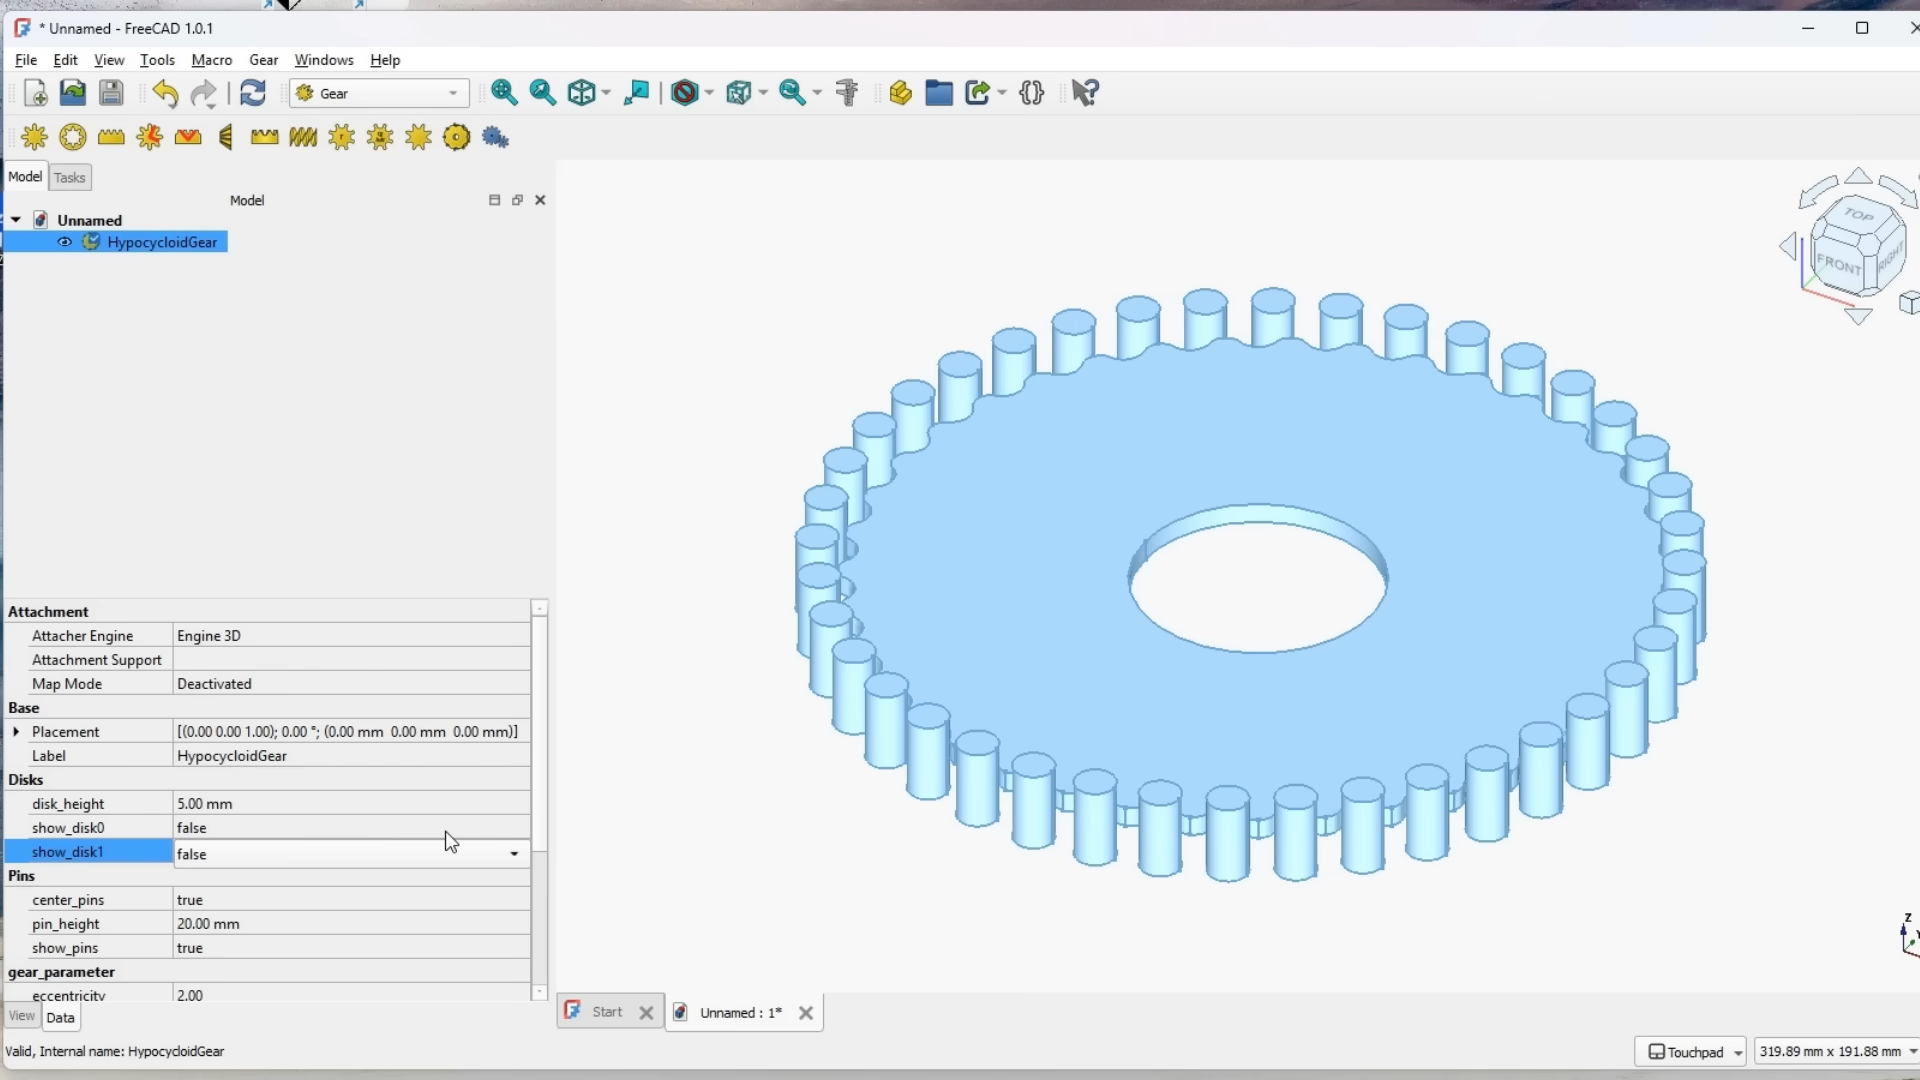 * Unnamed - FreeCAD 1.0.1
File Edit View Tools Macro Gear Windows Help
Gear
Model Tasks
Model
Unnamed
HypocycloidGear
TOP
FRONT
RIGHT
Attachment
Attacher Engine Engine 3D
Attachment Support
Map Mode Deactivated
Base
Placement [(0.00 0.00 1.00); 0.00 °; (0.00 mm 0.00 mm 0.00 mm)]
Label HypocycloidGear
Disks
disk_height 5.00 mm
show_disk0 false
show_disk1 false
Pins
center_pins true
pin_height 20.00 mm
show_pins true
gear_parameter
eccentricity 2.00
View Data
Start
Unnamed : 1*
Z
Valid, Internal name: HypocycloidGear
Touchpad
319.89 mm x 191.88 mm